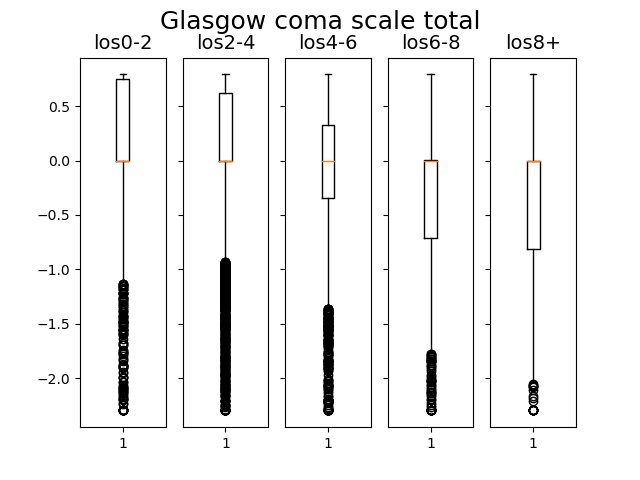 Glasgow coma scale total
los0-2 los2-4 los4-6 los6-8 los8+
0.5
0.0
−0.5
−1.0
−1.5
−2.0
1 1 1 1 1